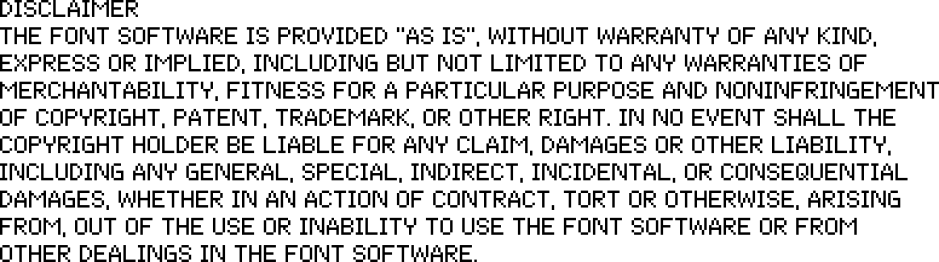 DISCLAIMER
THE FONT SOFTWARE IS PROVIDED "AS IS", WITHOUT WARRANTY OF ANY KIND,
EXPRESS OR IMPLIED, INCLUDING BUT NOT LIMITED TO ANY WARRANTIES OF
MERCHANTABILITY, FITNESS FOR A PARTICULAR PURPOSE AND NONINFRINGEMENT
OF COPYRIGHT, PATENT, TRADEMARK, OR OTHER RIGHT. IN NO EVENT SHALL THE
COPYRIGHT HOLDER BE LIABLE FOR ANY CLAIM, DAMAGES OR OTHER LIABILITY,
INCLUDING ANY GENERAL, SPECIAL, INDIRECT, INCIDENTAL, OR CONSEQUENTIAL
DAMAGES, WHETHER IN AN ACTION OF CONTRACT, TORT OR OTHERWISE, ARISING
FROM, OUT OF THE USE OR INABILITY TO USE THE FONT SOFTWARE OR FROM
OTHER DEALINGS IN THE FONT SOFTWARE.